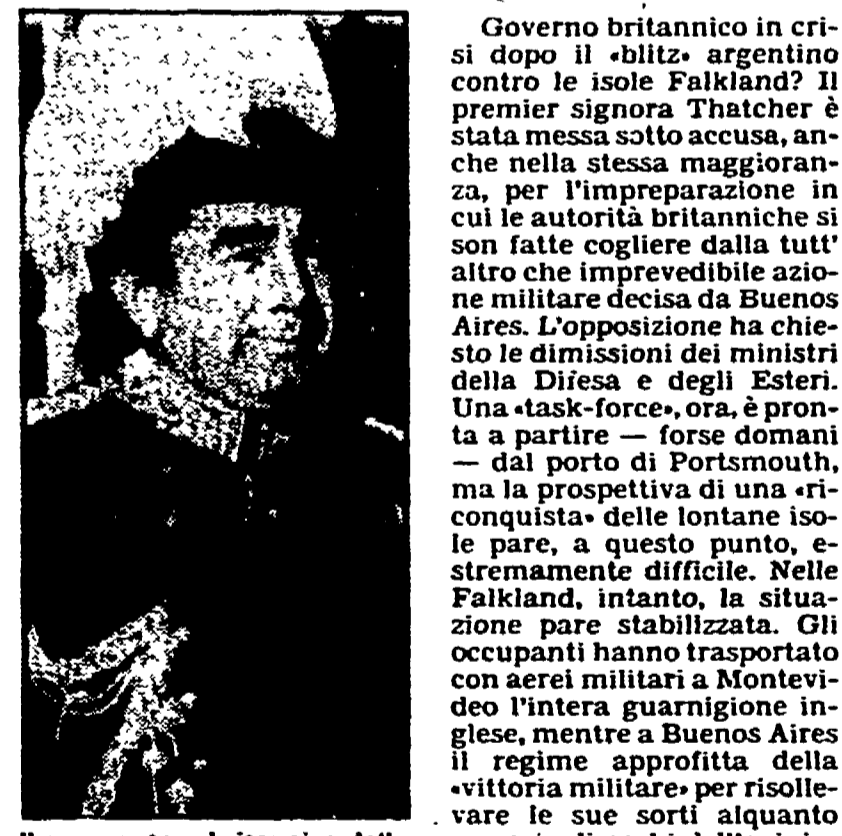 Governo britannico in cri-
si dopo il «blitz» argentino
contro le isole Falkland? Il
premier signora Thatcher è
stata messa sotto accusa, an-
che nella stessa maggioran-
za, per l'impreparazione in
cui le autorità britanniche si
son fatte cogliere dalla tutt'
altro che imprevedibile azio-
ne militare decisa da Buenos
Aires. L'opposizione ha chie-
sto le dimissioni dei ministri
della Difesa e degli Esteri.
Una «task-force», ora, è pron-
ta a partire — forse domani
— dal porto di Portsmouth,
ma la prospettiva di una «ri-
conquista» delle lontane iso-
le pare, a questo punto, e-
stremamente difficile. Nelle
Falkland, intanto, la situa-
zione pare stabilizzata. Gli
occupanti hanno trasportato
con aerei militari a Montevi-
deo l'intera guarnigione in-
glese, mentre a Buenos Aires
il regime approfitta della
«vittoria militare» per risolle-
vare le sue sorti alquanto